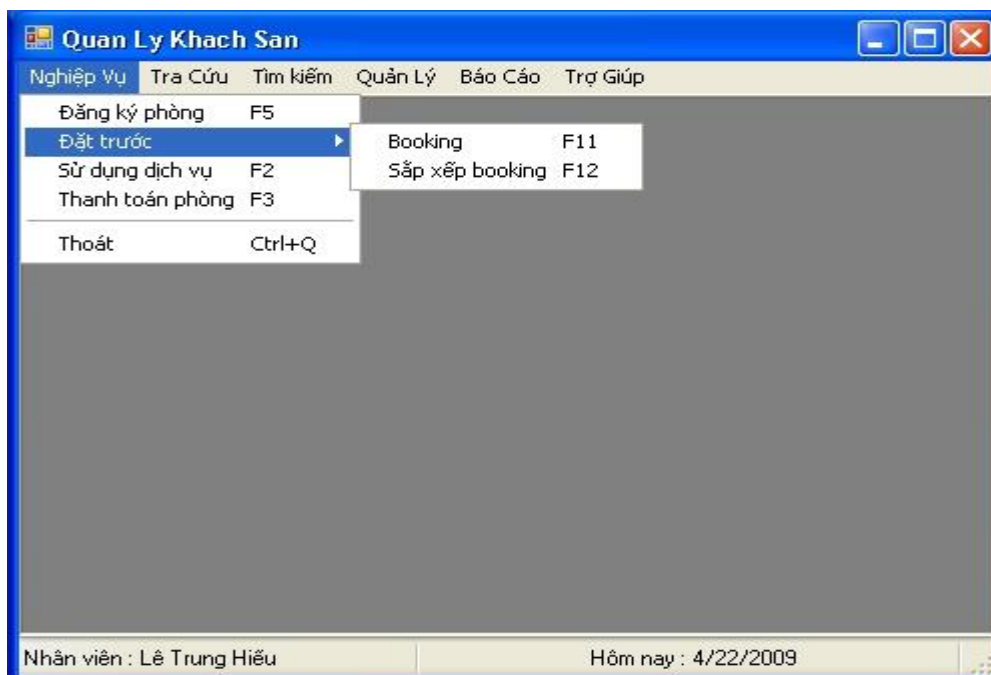 Quan Ly Khach San
Nghiệp Vụ Tra Cứu Tìm kiếm Quản Lý Báo Cáo Trợ Giúp
Đăng ký phòng F5
Đặt trước Booking F11
Sử dụng dịch vụ F2 Sắp xếp booking F12
Thanh toán phòng F3
Thoát Ctrl+Q
Nhân viên : Lê Trung Hiếu Hôm nay : 4/22/2009